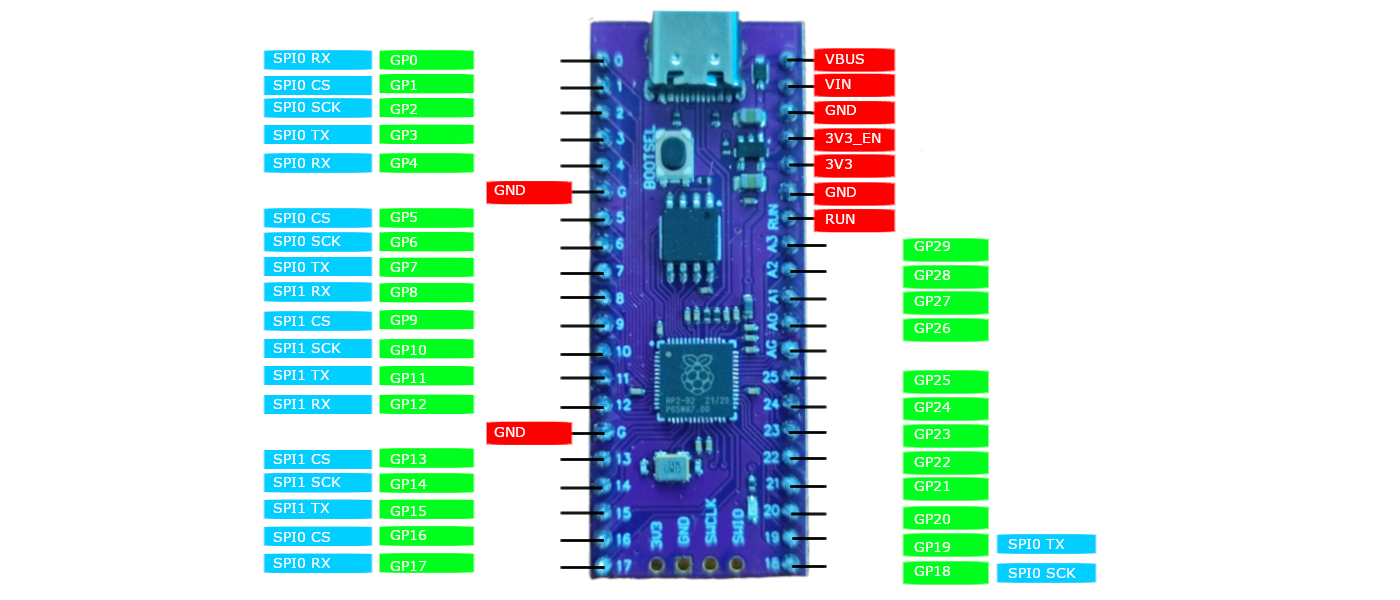 SPI0 RX GP0 0 VBUS
SPI0 CS GP1 1 VIN
SPI0 SCK GP2 2 GND
SPI0 TX GP3 3 3V3_EN
SPI0 RX GP4 4 3V3
BOOTSEL
GND G GND
SPI0 CS GP5 5 RUN RUN
SPI0 SCK GP6 6 A3 GP29
SPI0 TX GP7 7 A2 GP28
SPI1 RX GP8 8 A1 GP27
SPI1 CS GP9 9 A0 GP26
SPI1 SCK GP10 10 AG
SPI1 TX GP11 11 25 GP25
RP2-B2 21/20
P65W87.00
SPI1 RX GP12 12 24 GP24
GND G 23 GP23
SPI1 CS GP13 13 22 GP22
SPI1 SCK GP14 14 21 GP21
SPI1 TX GP15 15 20 GP20
SPI0 CS GP16 16 19 GP19 SPI0 TX
3V3 GND SWCLK SWIO
SPI0 RX GP17 17 18 GP18 SPI0 SCK